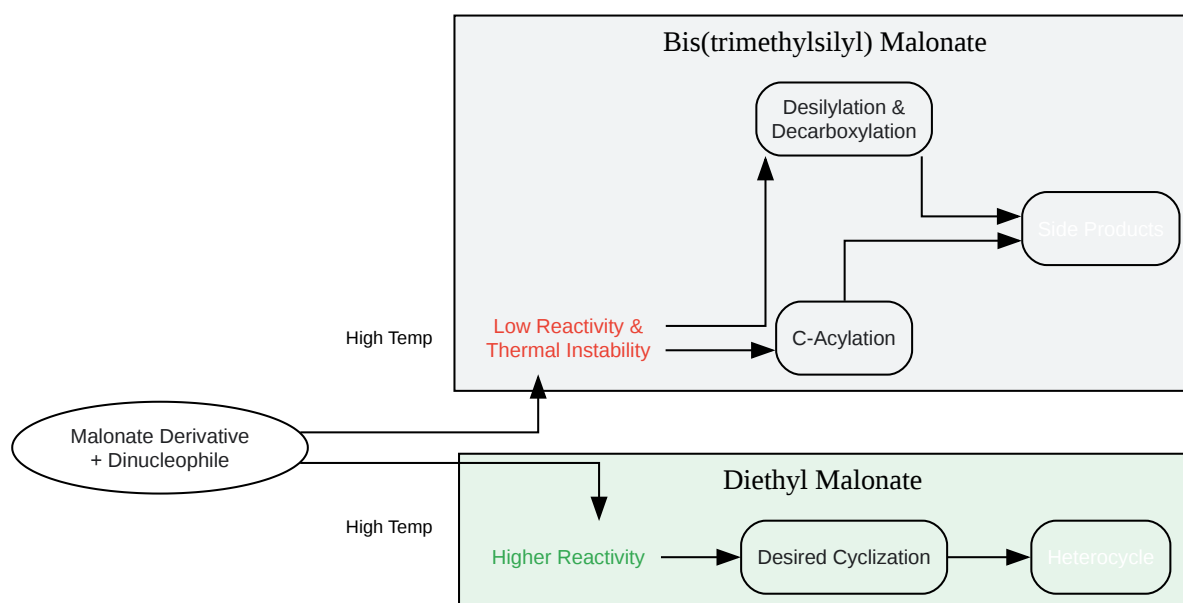 Bis(trimethylsilyl) Malonate
Desilylation &
Decarboxylation
Side Products
High Temp
Low Reactivity &
Thermal Instability
C-Acylation
Malonate Derivative
+ Dinucleophile
Diethyl Malonate
High Temp
Higher Reactivity
Desired Cyclization
Heterocycle